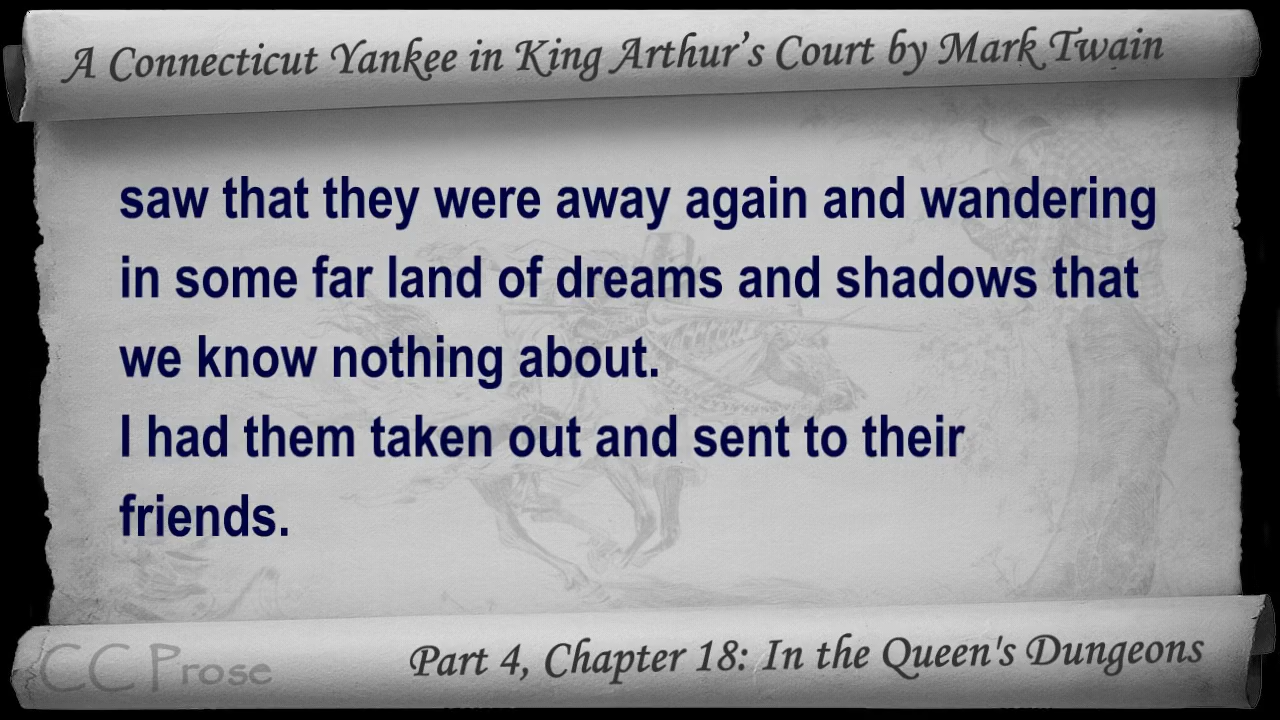 A Connecticut Yankee in King Arthur's Court by Mark Twain
saw that they were away again and wandering
in some far land of dreams and shadows that
we know nothing about.
I had them taken out and sent to their
friends.
CC Prose
Part 4, Chapter 18: In the Queen's Dungeons